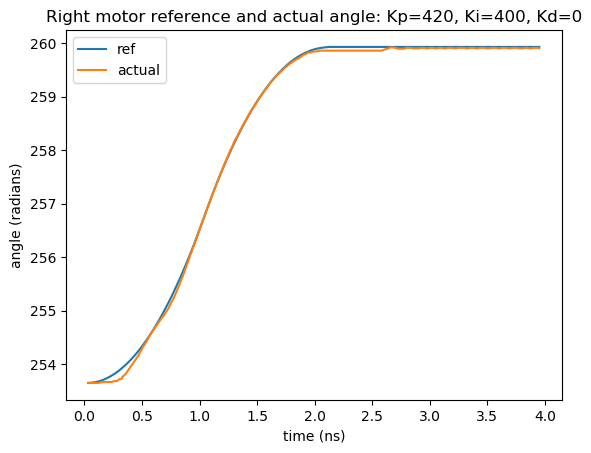 Right motor reference and actual angle: Kp=420, Ki=400, Kd=0
ref
actual
260
259
258
257
256
255
254
angle (radians)
0.0 0.5 1.0 1.5 2.0 2.5 3.0 3.5 4.0
time (ns)